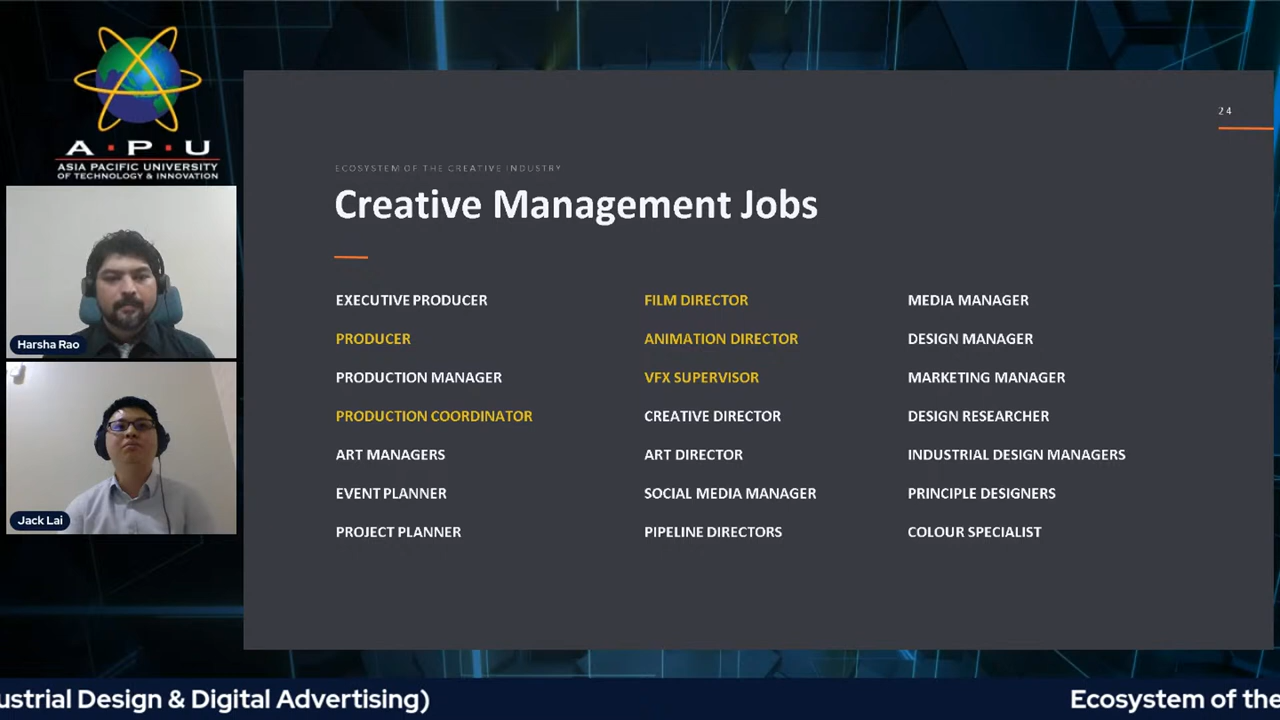 A·P·U
ASIA PACIFIC UNIVERSITY
OF TECHNOLOGY & INNOVATION
Harsha Rao
Jack Lai
24
ECOSYSTEM OF THE CREATIVE INDUSTRY
Creative Management Jobs
EXECUTIVE PRODUCER
PRODUCER
PRODUCTION MANAGER
PRODUCTION COORDINATOR
ART MANAGERS
EVENT PLANNER
PROJECT PLANNER
FILM DIRECTOR
ANIMATION DIRECTOR
VFX SUPERVISOR
CREATIVE DIRECTOR
ART DIRECTOR
SOCIAL MEDIA MANAGER
PIPELINE DIRECTORS
MEDIA MANAGER
DESIGN MANAGER
MARKETING MANAGER
DESIGN RESEARCHER
INDUSTRIAL DESIGN MANAGERS
PRINCIPLE DESIGNERS
COLOUR SPECIALIST
ustrial Design & Digital Advertising)
Ecosystem of the